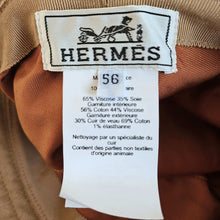 HERMÈS
56
65% Viscose 35% Soie
Garniture intérieure
56% Coton 44% Viscose
Garniture extérieure
30% Cuir de veau 69% Coton
1% élasthanne
Nettoyage par un spécialiste du
cuir
Contient des parties textiles non
d'origine animale